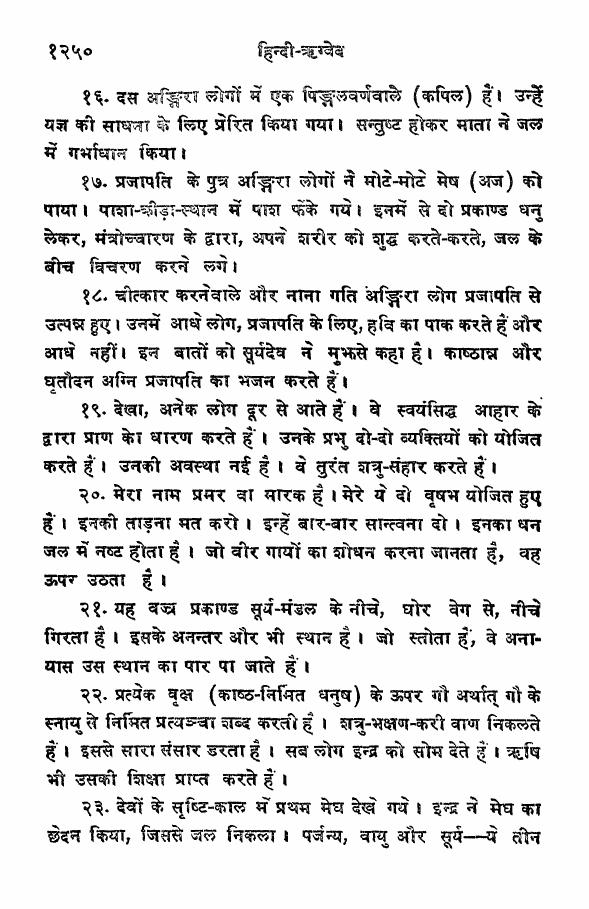 १२५० हिन्दी-ऋग्वेद
१६. दस अङ्गिरा लोगों में एक पिङ्गलवर्णवाले (कपिल) हैं। उन्हें
यज्ञ की साधना के लिए प्रेरित किया गया। सन्तुष्ट होकर माता ने जल
में गर्भाधान किया।
१७. प्रजापति के पुत्र अङ्गिरा लोगों ने मोटे-मोटे मेष (अज) को
पाया। पाशा-क्रीड़ा-स्थान में पाश फेंके गये। इनमें से दो प्रकाण्ड धनु
लेकर, मंत्रोच्चारण के द्वारा, अपने शरीर को शुद्ध करते-करते, जल के
बीच विचरण करने लगे।
१८. चीत्कार करनेवाले और नाना गति अङ्गिरा लोग प्रजापति से
उत्पन्न हुए। उनमें आधे लोग, प्रजापति के लिए, हवि का पाक करते हैं और
आधे नहीं। इन बातों को सूर्यदेव ने मुझसे कहा है। काष्ठान्न और
घृतौदन अग्नि प्रजापति का भजन करते हैं।
१९. देखा, अनेक लोग दूर से आते हैं। वे स्वयंसिद्ध आहार के
द्वारा प्राण को धारण करते हैं। उनके प्रभु दो-दो व्यक्तियों को योजित
करते हैं। उनकी अवस्था नई है। वे तुरंत शत्रु-संहार करते हैं।
२०. मेरा नाम प्रमर वा मारक है। मेरे ये दो वृषभ योजित हुए
हैं। इनकी ताड़ना मत करो। इन्हें बार-बार सान्त्वना दो। इनका धन
जल में नष्ट होता है। जो वीर गायों का शोधन करना जानता है, वह
ऊपर उठता है।
२१. यह वज्र प्रकाण्ड सूर्य-मंडल के नीचे, घोर वेग से, नीचे
गिरता है। इसके अनन्तर और भी स्थान है। जो स्तोता हैं, वे अना-
यास उस स्थान का पार पा जाते हैं।
२२. प्रत्येक वृक्ष (काष्ठ-निर्मित धनुष) के ऊपर गौ अर्थात् गौ के
स्नायु से निर्मित प्रत्यञ्चा शब्द करती है। शत्रु-भक्षण-करी वाण निकलते
हैं। इससे सारा संसार डरता है। सब लोग इन्द्र को सोम देते हैं। ऋषि
भी उसकी शिक्षा प्राप्त करते हैं।
२३. देवों के सृष्टि-काल में प्रथम मेघ देखे गये। इन्द्र ने मेघ का
छेदन किया, जिससे जल निकला। पर्जन्य, वायु और सूर्य--ये तीन